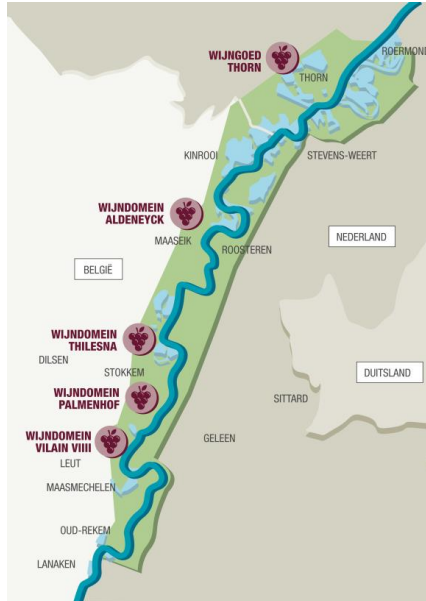 WIJNGOED
THORN
ROERMOND
THORN
KINROOI
STEVENS-WEERT
WIJNDOMEIN
ALDENEYCK
MAASEIK
ROOSTEREN
NEDERLAND
BELGIË
WIJNDOMEIN
THILESNA
DILSEN
STOKKEM
DUITSLAND
WIJNDOMEIN
PALMENHOF
SITTARD
WIJNDOMEIN
VILAIN VIIII
GELEEN
LEUT
MAASMECHELEN
OUD-REKEM
LANAKEN